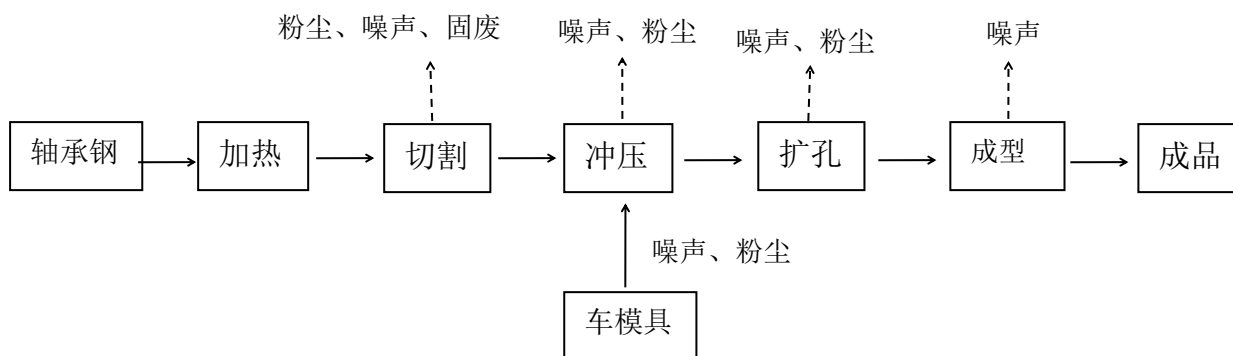 粉尘、噪声、固废
噪声、粉尘
噪声、粉尘
噪声
轴承钢
加热
切割
冲压
扩孔
成型
成品
噪声、粉尘
车模具